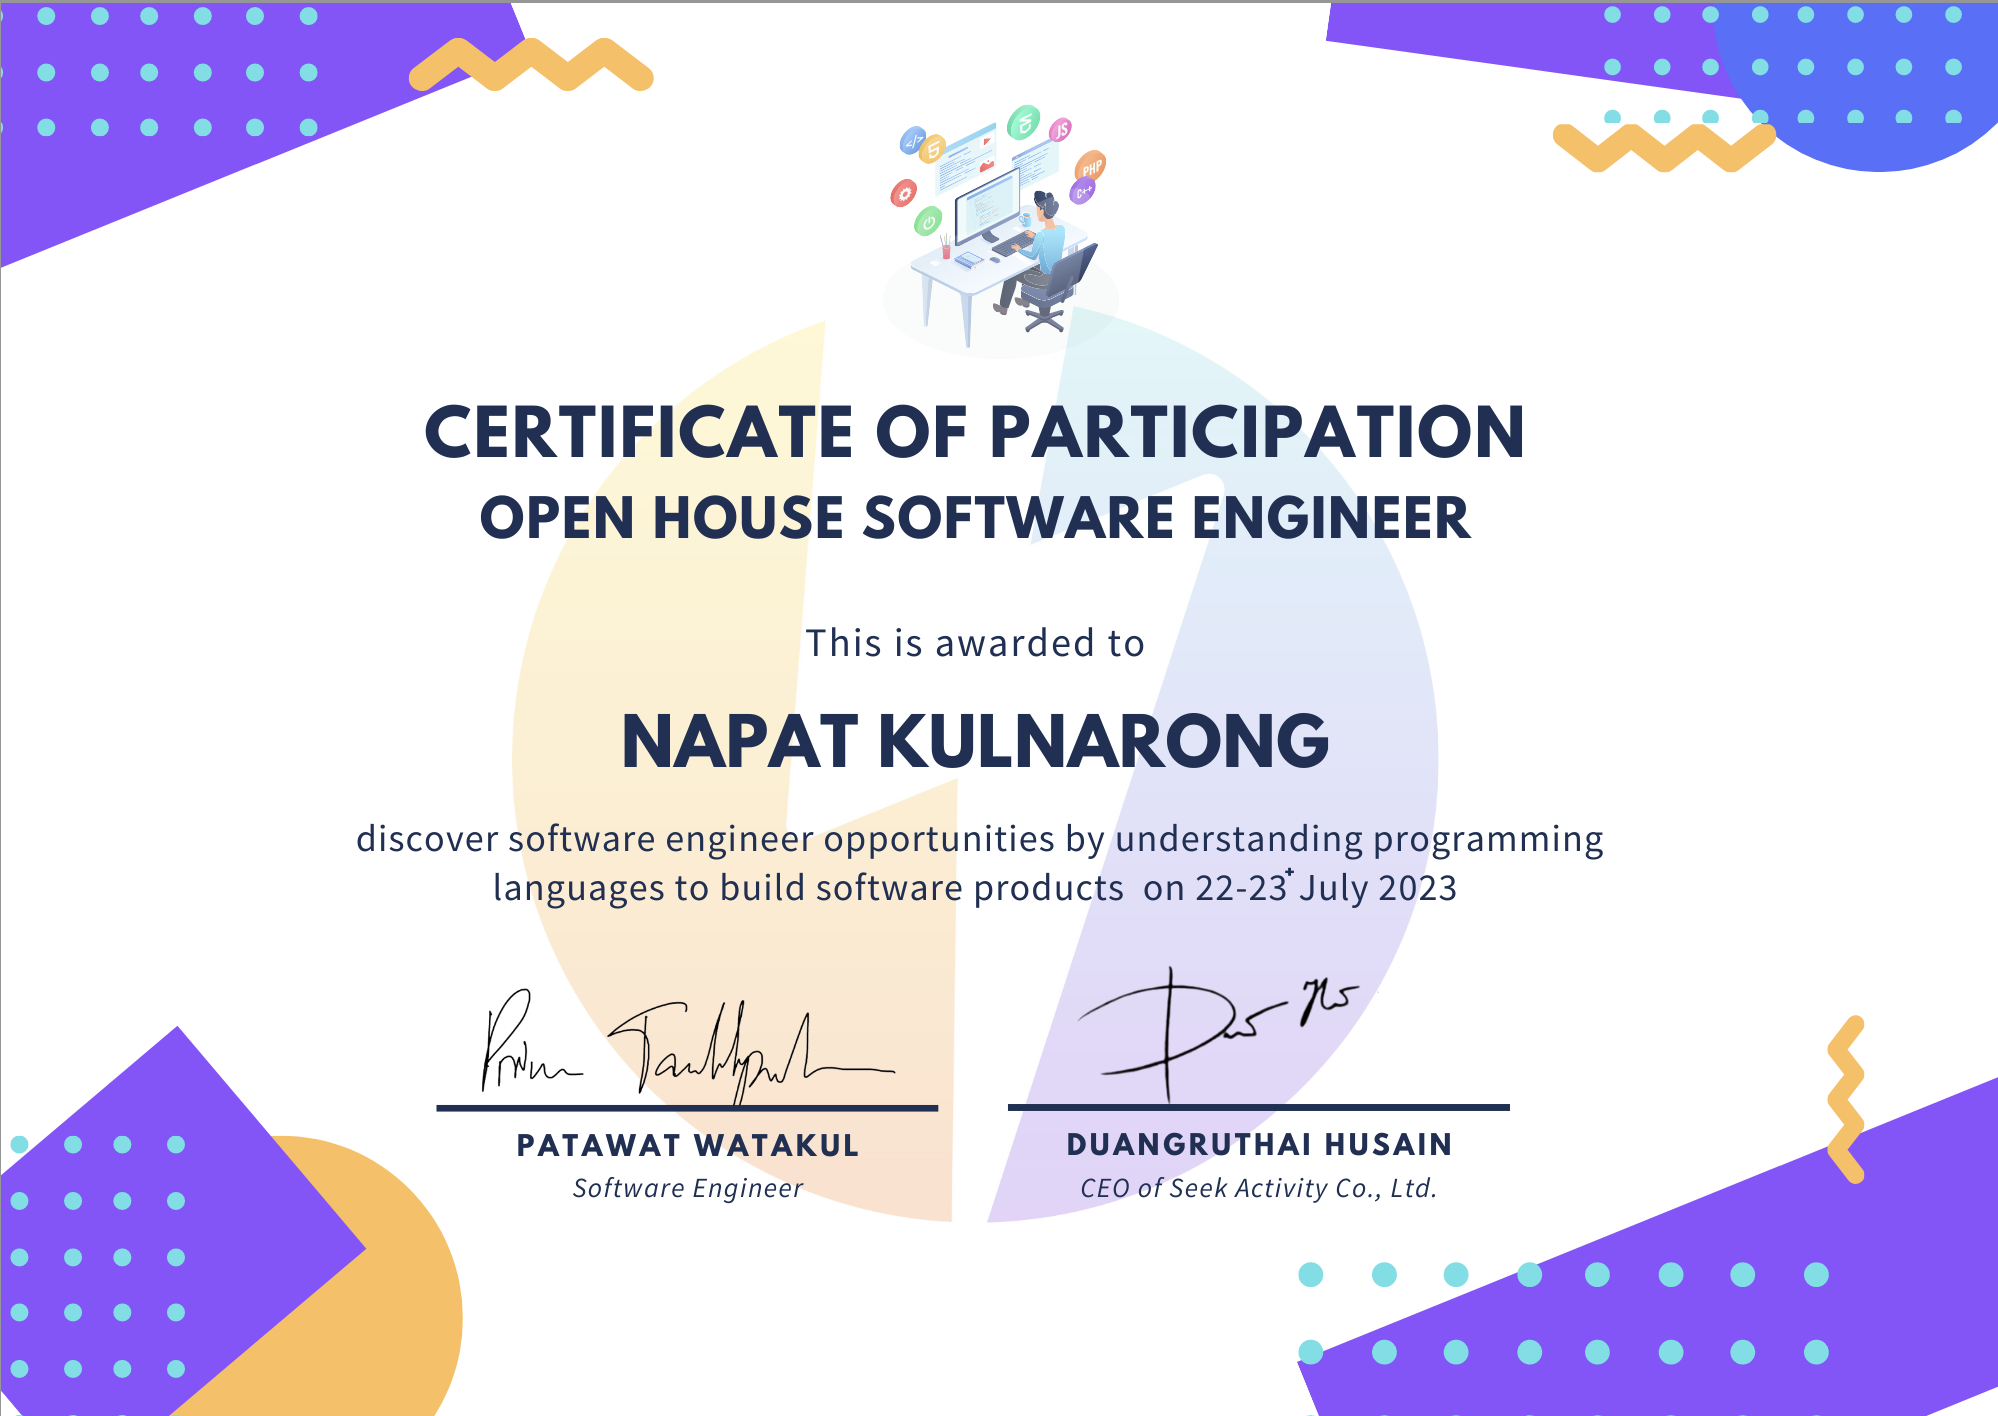 </>
5
JS
PHP
C++
CERTIFICATE OF PARTICIPATION
OPEN HOUSE SOFTWARE ENGINEER
This is awarded to
NAPAT KULNARONG
discover software engineer opportunities by understanding programming
languages to build software products on 22-23 July 2023
PATAWAT WATAKUL
DUANGRUTHAI HUSAIN
Software Engineer
CEO of Seek Activity Co., Ltd.